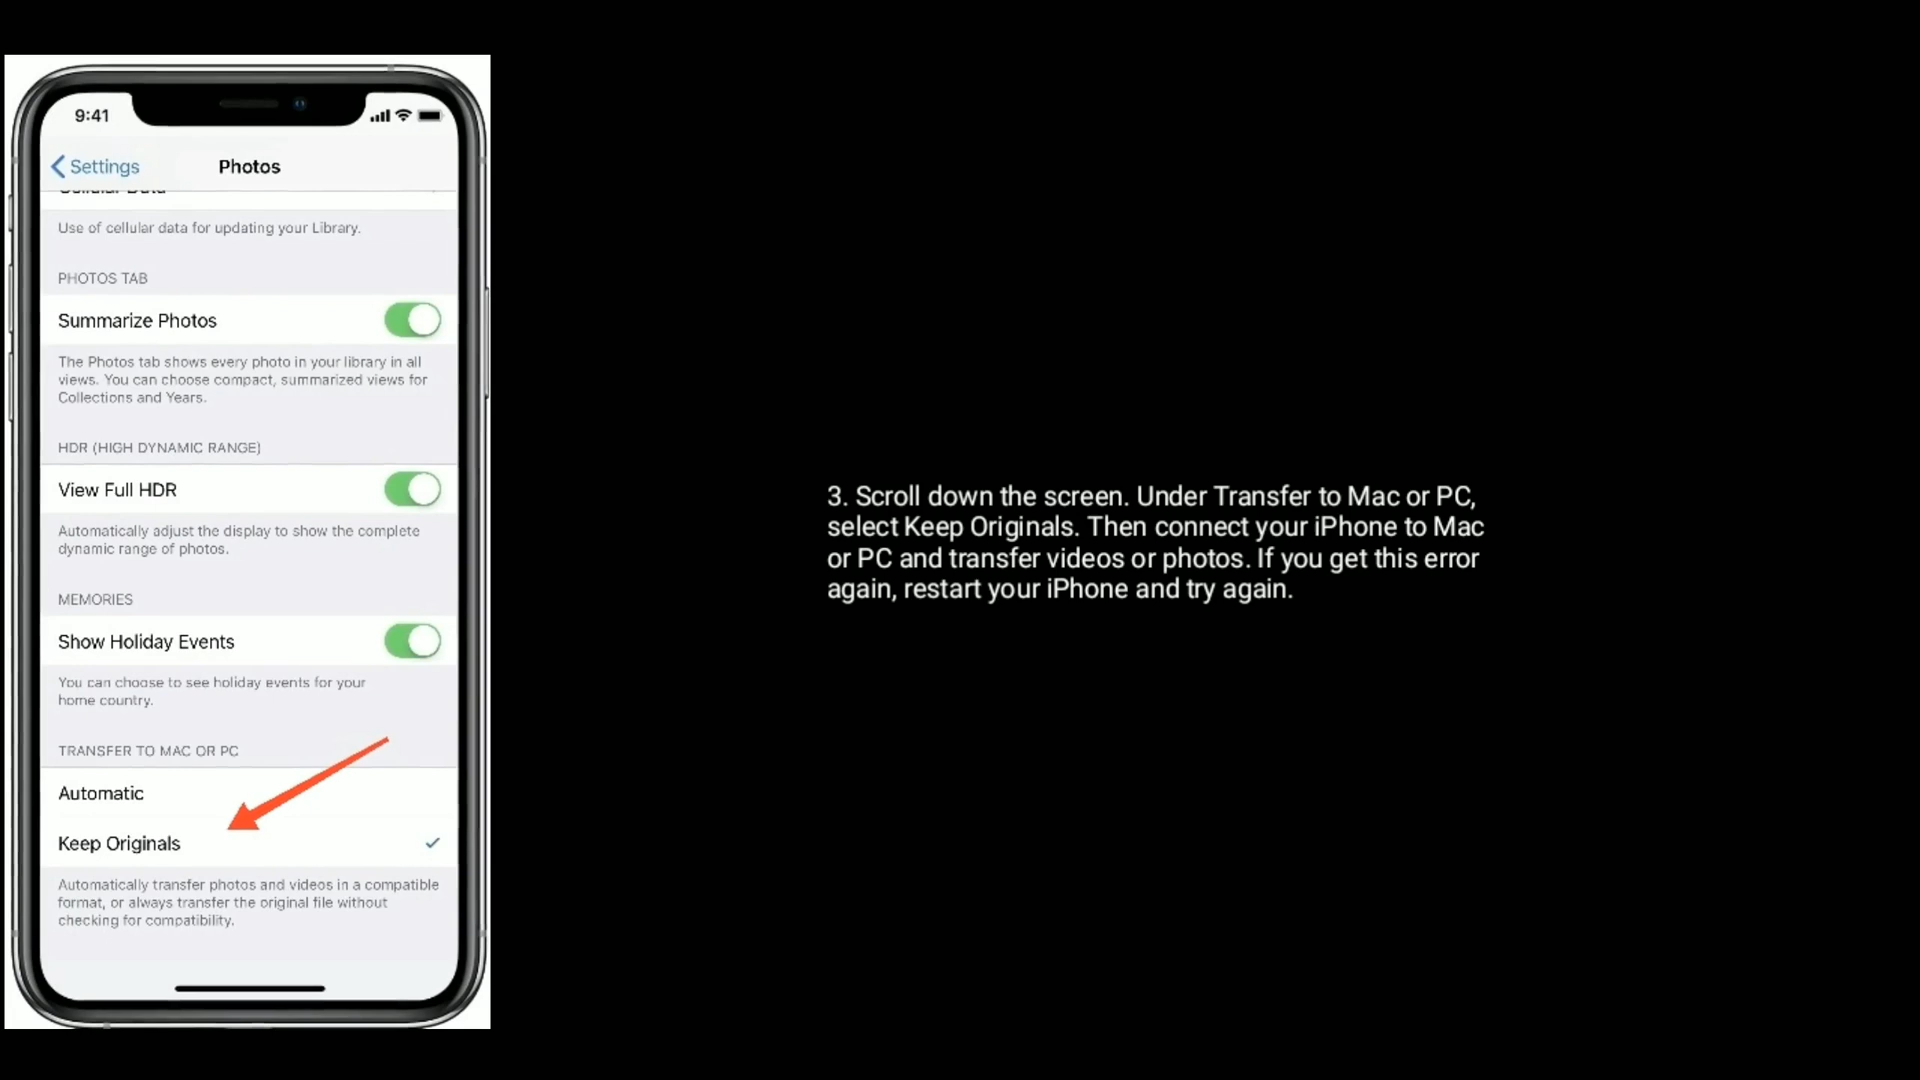 9:41
Settings
Photos
Cellular Data
Use of cellular data for updating your Library.
PHOTOS TAB
Summarize Photos
The Photos tab shows every photo in your library in all
views. You can choose compact, summarized views for
Collections and Years.
HDR (HIGH DYNAMIC RANGE)
View Full HDR
Automatically adjust the display to show the complete
dynamic range of photos.
MEMORIES
Show Holiday Events
You can choose to see holiday events for your
home country.
TRANSFER TO MAC OR PC
Automatic
Keep Originals
Automatically transfer photos and videos in a compatible
format, or always transfer the original file without
checking for compatibility.
3. Scroll down the screen. Under Transfer to Mac or PC,
select Keep Originals. Then connect your iPhone to Mac
or PC and transfer videos or photos. If you get this error
again, restart your iPhone and try again.